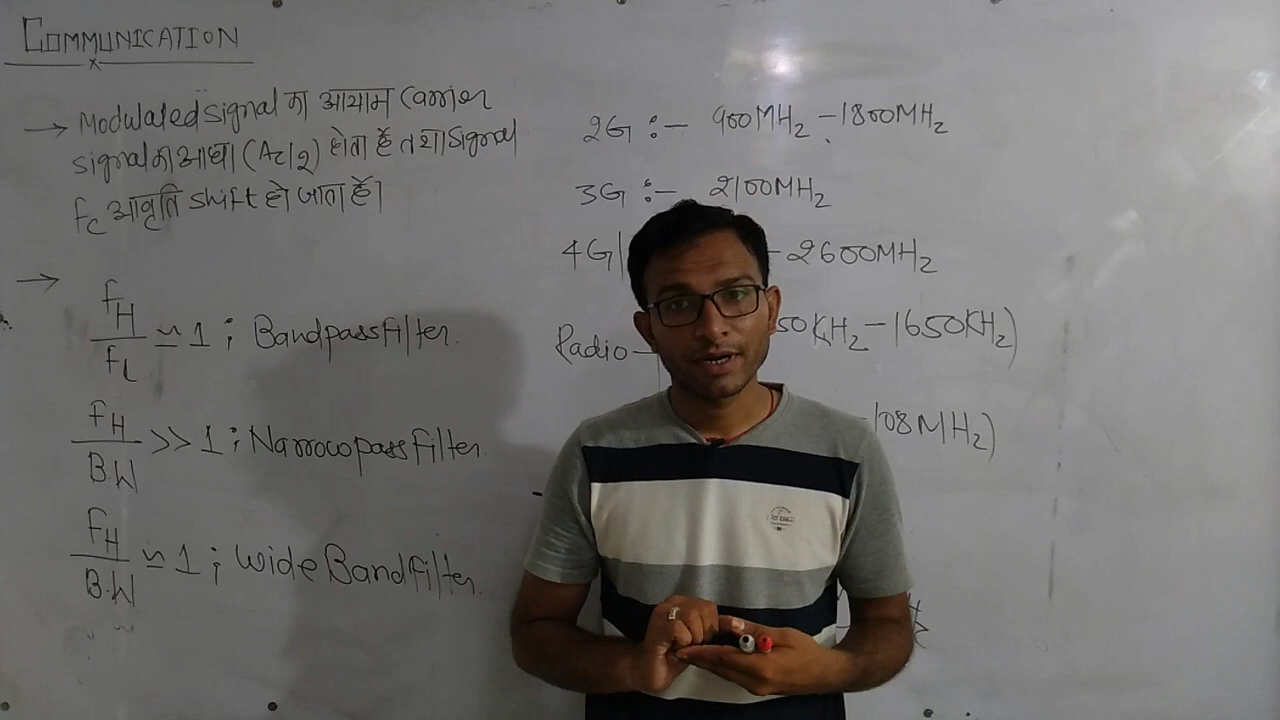 COMMUNICATION
→ Modulated signal का आयाम Carrier
signal का आधा (Ac/2) होता हैं तथा signal
fc आवृति shift हो जाता हैं।
→ fH/fL ≃ 1 ; Bandpass filter.
fH/B.W >> 1 ; Narrow pass filter.
fH/B.W ≃ 1 ; Wide Band filter.
2G :- 900MHz - 1800MHz
3G :- 2100MHz
4G - 2600MHz
Radio 50KHz - 1650KHz)
-108MHz)